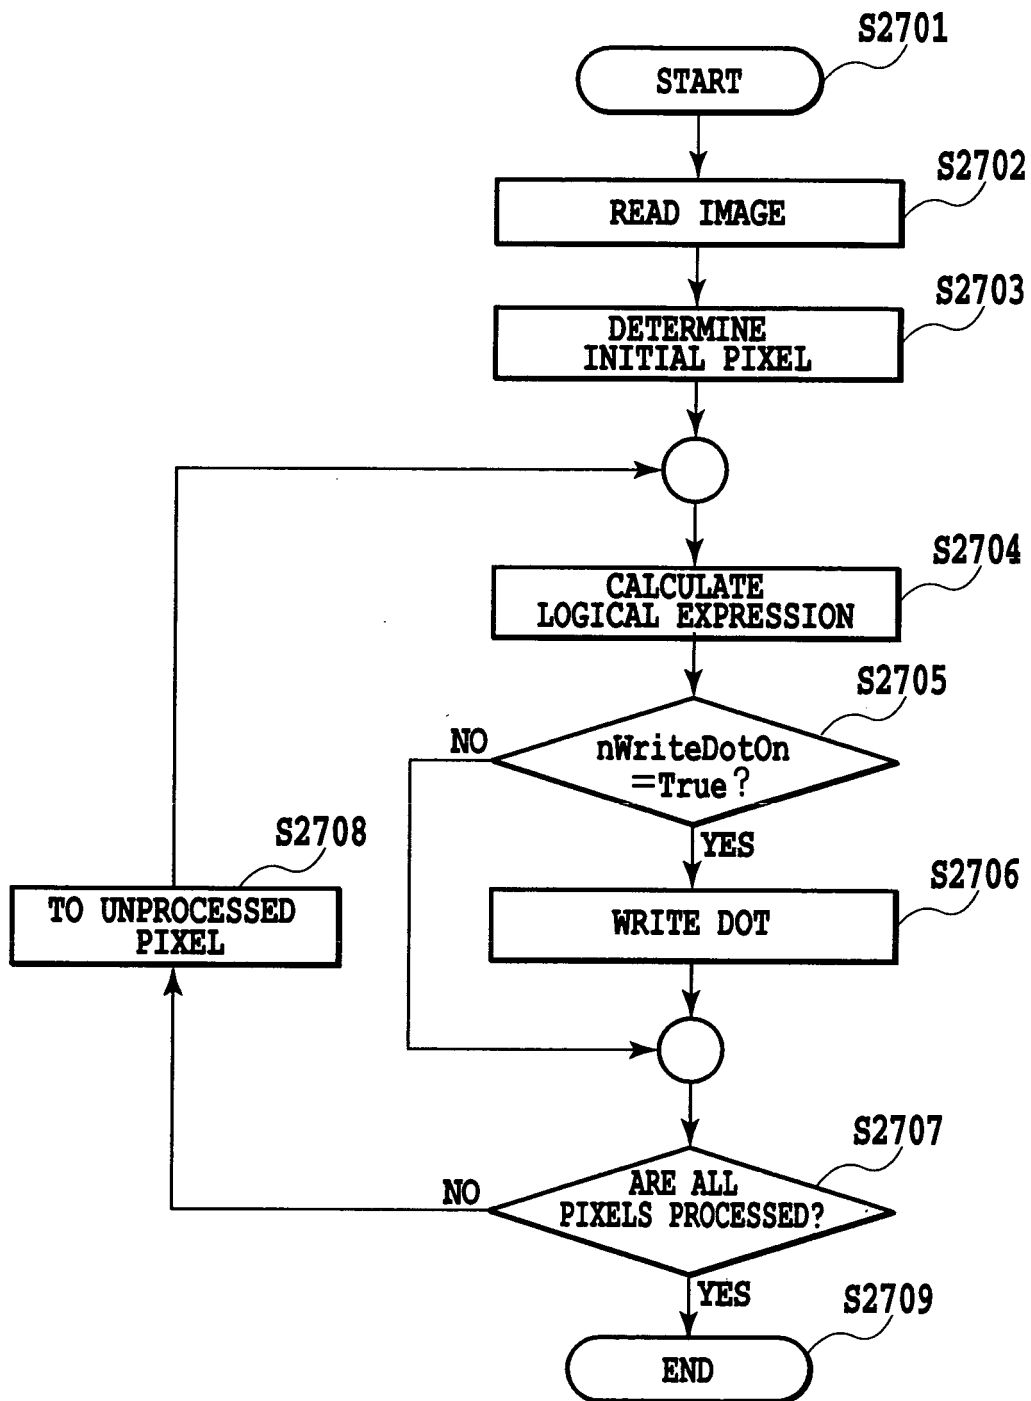 S2701
START
S2702
READ IMAGE
S2703
DETERMINE
INITIAL PIXEL
S2704
CALCULATE
LOGICAL EXPRESSION
S2705
NO
nWriteDotOn
=True?
YES
S2708
TO UNPROCESSED
PIXEL
S2706
WRITE DOT
S2707
NO
ARE ALL
PIXELS PROCESSED?
YES
S2709
END